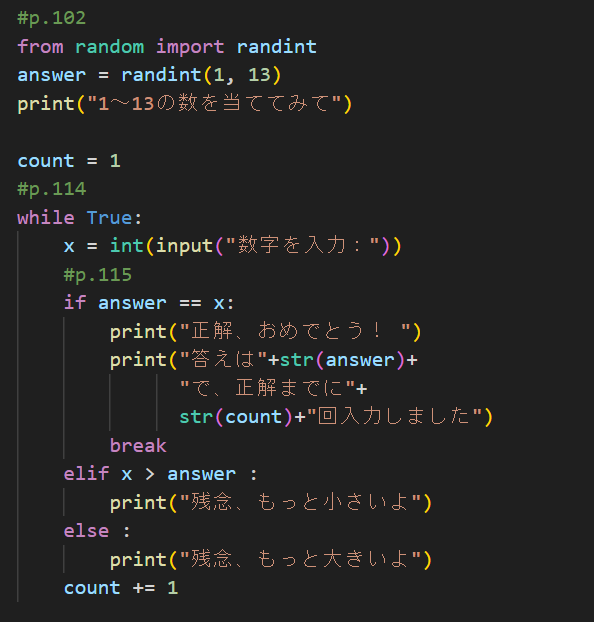 #p.102
from random import randint
answer = randint(1, 13)
print("1～13の数を当ててみて")

count = 1
#p.114
while True:
    x = int(input("数字を入力："))
    #p.115
    if answer == x:
        print("正解、おめでとう！ ")
        print("答えは"+str(answer)+
              "で、正解までに"+
              str(count)+"回入力しました")
        break
    elif x > answer :
        print("残念、もっと小さいよ")
    else :
        print("残念、もっと大きいよ")
    count += 1